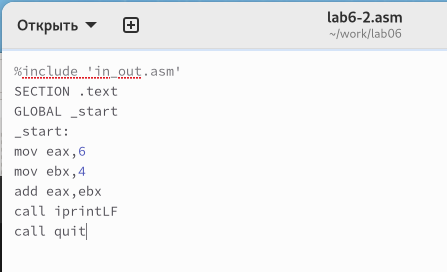 Открыть
lab6-2.asm
~/work/lab06
%include 'in_out.asm'
SECTION .text
GLOBAL _start
_start:
mov eax,6
mov ebx,4
add eax,ebx
call iprintLF
call quit